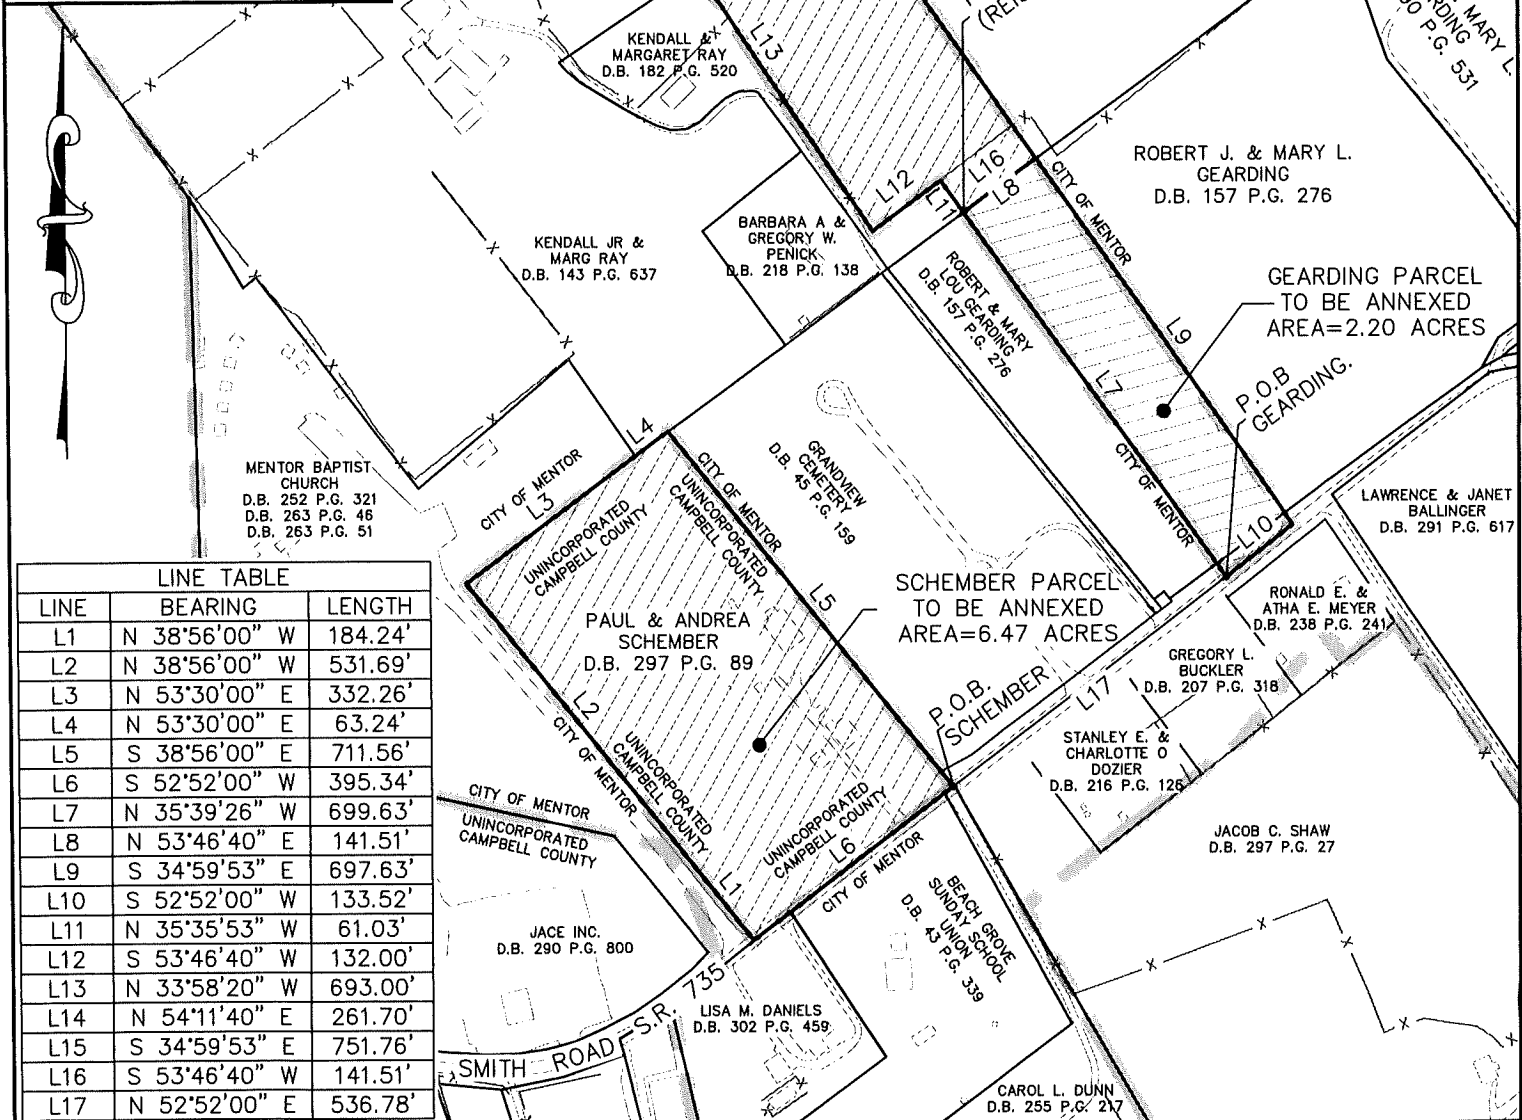 KENDALL &
MARGARET RAY
D.B. 182 P.G. 520
L13
MARY L.
P.G. 531
ROBERT J. & MARY L.
GEARDING
D.B. 157 P.G. 276
L12
L16
L8
L11
CITY OF MENTOR
BARBARA A &
GREGORY W.
PENICK
D.B. 218 P.G. 138
KENDALL JR &
MARG RAY
D.B. 143 P.G. 637
ROBERT & MARY
LOU GEARDING
D.B. 157 P.G. 276
GEARDING PARCEL
TO BE ANNEXED
AREA=2.20 ACRES
L9
L7
P.O.B
GEARDING.
CITY OF MENTOR
L10
GRANDVIEW
CEMETERY
D.B. 45 P.G. 159
L4
CITY OF MENTOR
L3
MENTOR BAPTIST
CHURCH
D.B. 252 P.G. 321
D.B. 263 P.G. 46
D.B. 263 P.G. 51
LAWRENCE & JANET
BALLINGER
D.B. 291 P.G. 617
UNINCORPORATED
CAMPBELL COUNTY
CITY OF MENTOR
UNINCORPORATED
CAMPBELL COUNTY
L5
SCHEMBER PARCEL
TO BE ANNEXED
AREA=6.47 ACRES
PAUL & ANDREA
SCHEMBER
D.B. 297 P.G. 89
RONALD E. &
ATHA E. MEYER
D.B. 238 P.G. 241
GREGORY L.
BUCKLER
D.B. 207 P.G. 318
P.O.B.
SCHEMBER
L17
STANLEY E. &
CHARLOTTE O
DOZIER
D.B. 216 P.G. 126
L2
CITY OF MENTOR
UNINCORPORATED
CAMPBELL COUNTY
CITY OF MENTOR
UNINCORPORATED
CAMPBELL COUNTY
L1
UNINCORPORATED
CAMPBELL COUNTY
L6
CITY OF MENTOR
JACOB C. SHAW
D.B. 297 P.G. 27
BEACH GROVE
SUNDAY SCHOOL
UNION
D.B. 43 P.G. 339
JACE INC.
D.B. 290 P.G. 800
LISA M. DANIELS
D.B. 302 P.G. 459
SMITH ROAD S.R. 735
CAROL L. DUNN
D.B. 255 P.G. 217
LINE TABLE
LINE BEARING LENGTH
L1 N 38°56'00" W 184.24'
L2 N 38°56'00" W 531.69'
L3 N 53°30'00" E 332.26'
L4 N 53°30'00" E 63.24'
L5 S 38°56'00" E 711.56'
L6 S 52°52'00" W 395.34'
L7 N 35°39'26" W 699.63'
L8 N 53°46'40" E 141.51'
L9 S 34°59'53" E 697.63'
L10 S 52°52'00" W 133.52'
L11 N 35°35'53" W 61.03'
L12 S 53°46'40" W 132.00'
L13 N 33°58'20" W 693.00'
L14 N 54°11'40" E 261.70'
L15 S 34°59'53" E 751.76'
L16 S 53°46'40" W 141.51'
L17 N 52°52'00" E 536.78'